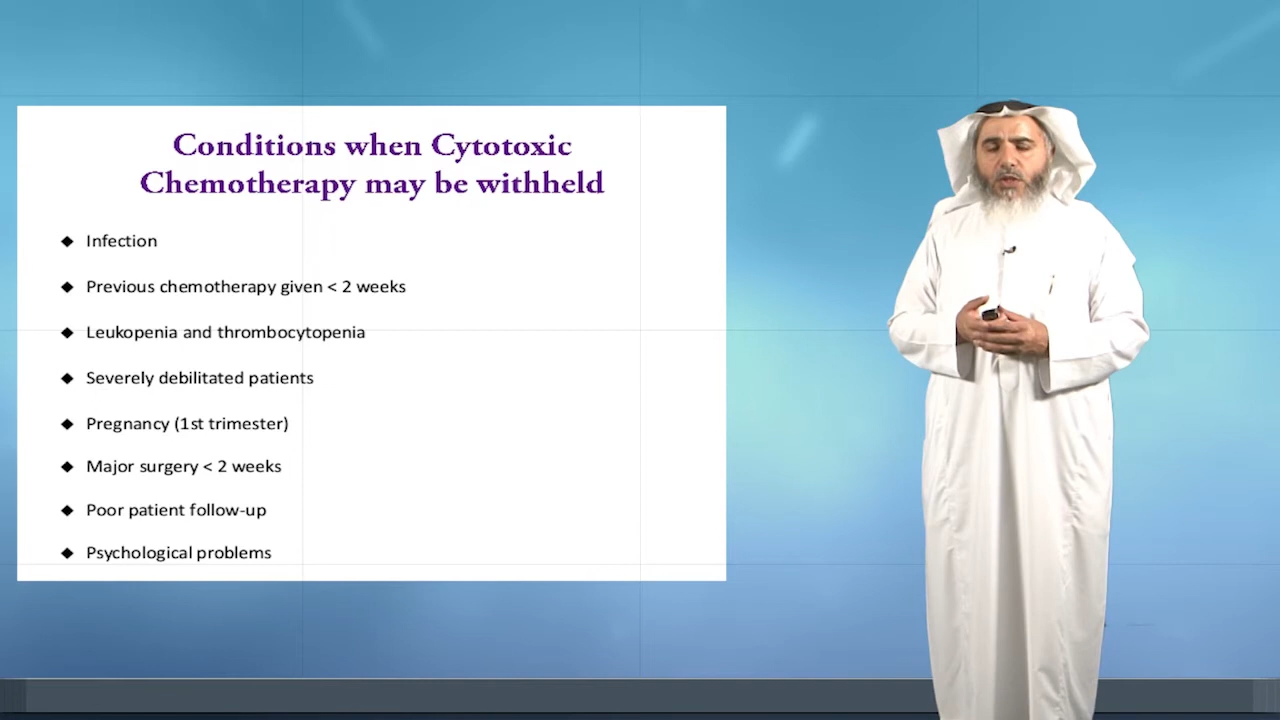 Conditions when Cytotoxic
Chemotherapy may be withheld
◆ Infection
◆ Previous chemotherapy given < 2 weeks
◆ Leukopenia and thrombocytopenia
◆ Severely debilitated patients
◆ Pregnancy (1st trimester)
◆ Major surgery < 2 weeks
◆ Poor patient follow-up
◆ Psychological problems